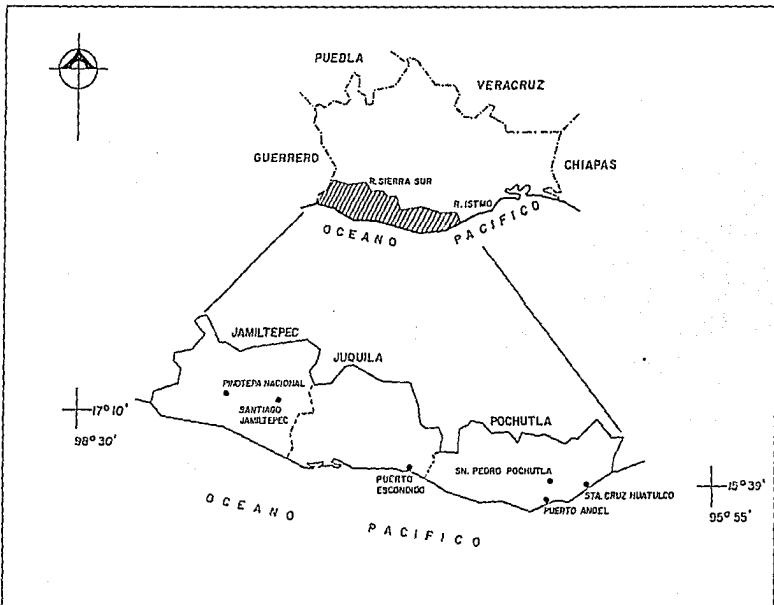 PUEBLA
VERACRUZ
GUERRERO
CHIAPAS
R. SIERRA SUR
R. ISTMO
OCEANO PACIFICO
JAMILTEPEC
JUQUILA
PINOTEPA NACIONAL
SANTIAGO
JAMILTEPEC
17° 10'
98° 30'
POCHUTLA
SN. PEDRO POCHUTLA
PUERTO
ESCONDIDO
STA. CRUZ HUATULCO
PUERTO ANGEL
15° 39'
95° 55'
OCEANO PACIFICO